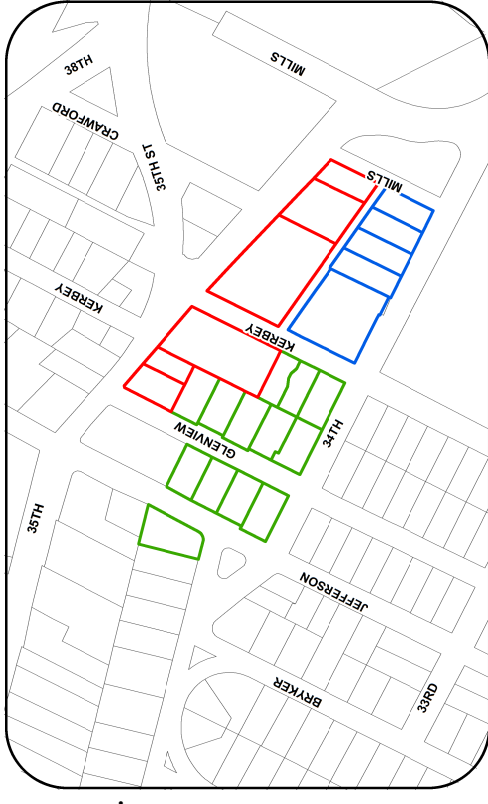 MILLS
38TH
CRAWFORD
35TH ST
MILLS
KERBEY
KERBEY
GLENVIEW
34TH
35TH
JEFFERSON
BRYKER
33RD